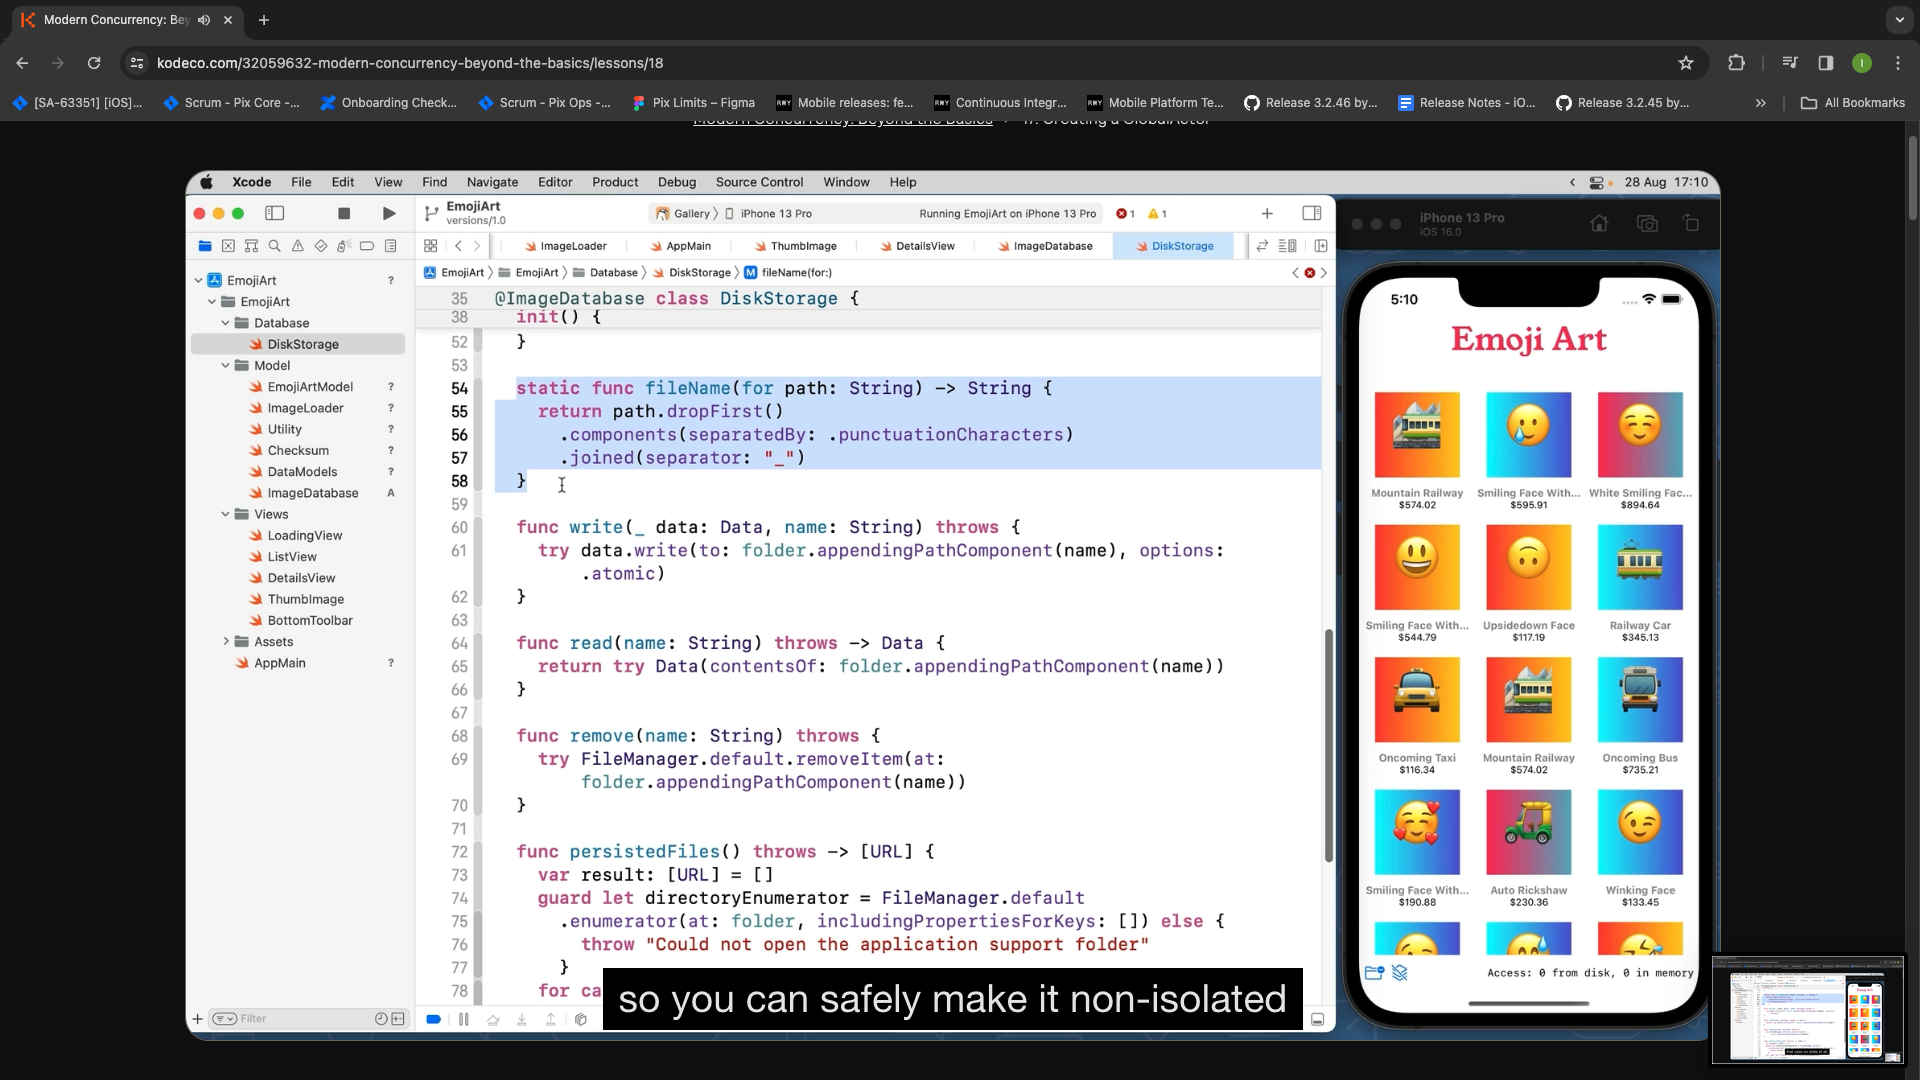 Modern Concurrency: Bey
kodeco.com/32059632-modern-concurrency-beyond-the-basics/lessons/18
[SA-63351] [iOS]...
Scrum - Pix Core -...
Onboarding Check...
Scrum - Pix Ops -...
Pix Limits – Figma
RWY Mobile releases: fe...
RWY Continuous Integr...
RWY Mobile Platform Te...
Release 3.2.46 by...
Release Notes - iO...
Release 3.2.45 by...
All Bookmarks
Modern Concurrency: Beyond the Basics
17. Creating a GlobalActor
Xcode File Edit View Find Navigate Editor Product Debug Source Control Window Help
28 Aug 17:10
EmojiArt
versions/1.0
Gallery iPhone 13 Pro
Running EmojiArt on iPhone 13 Pro
1 1
iPhone 13 Pro
iOS 16.0
ImageLoader AppMain ThumbImage DetailsView ImageDatabase DiskStorage
EmojiArt EmojiArt Database DiskStorage M fileName(for:)
EmojiArt ?
EmojiArt
Database
DiskStorage
Model
EmojiArtModel ?
ImageLoader ?
Utility ?
Checksum ?
DataModels ?
ImageDatabase A
Views
LoadingView
ListView
DetailsView
ThumbImage
BottomToolbar
Assets
AppMain ?
Filter
35 @ImageDatabase class DiskStorage {
38 init() {
52 }
53
54 static func fileName(for path: String) -> String {
55 return path.dropFirst()
56 .components(separatedBy: .punctuationCharacters)
57 .joined(separator: "_")
58 }
59
60 func write(_ data: Data, name: String) throws {
61 try data.write(to: folder.appendingPathComponent(name), options:
.atomic)
62 }
63
64 func read(name: String) throws -> Data {
65 return try Data(contentsOf: folder.appendingPathComponent(name))
66 }
67
68 func remove(name: String) throws {
69 try FileManager.default.removeItem(at:
folder.appendingPathComponent(name))
70 }
71
72 func persistedFiles() throws -> [URL] {
73 var result: [URL] = []
74 guard let directoryEnumerator = FileManager.default
75 .enumerator(at: folder, includingPropertiesForKeys: []) else {
76 throw "Could not open the application support folder"
77 }
78 for ca
so you can safely make it non-isolated
5:10
Emoji Art
Mountain Railway Smiling Face With... White Smiling Fac...
$574.02 $595.91 $894.64
Smiling Face With... Upsidedown Face Railway Car
$544.79 $117.19 $345.13
Oncoming Taxi Mountain Railway Oncoming Bus
$116.34 $574.02 $735.21
Smiling Face With... Auto Rickshaw Winking Face
$190.88 $230.36 $133.45
Access: 0 from disk, 0 in memory